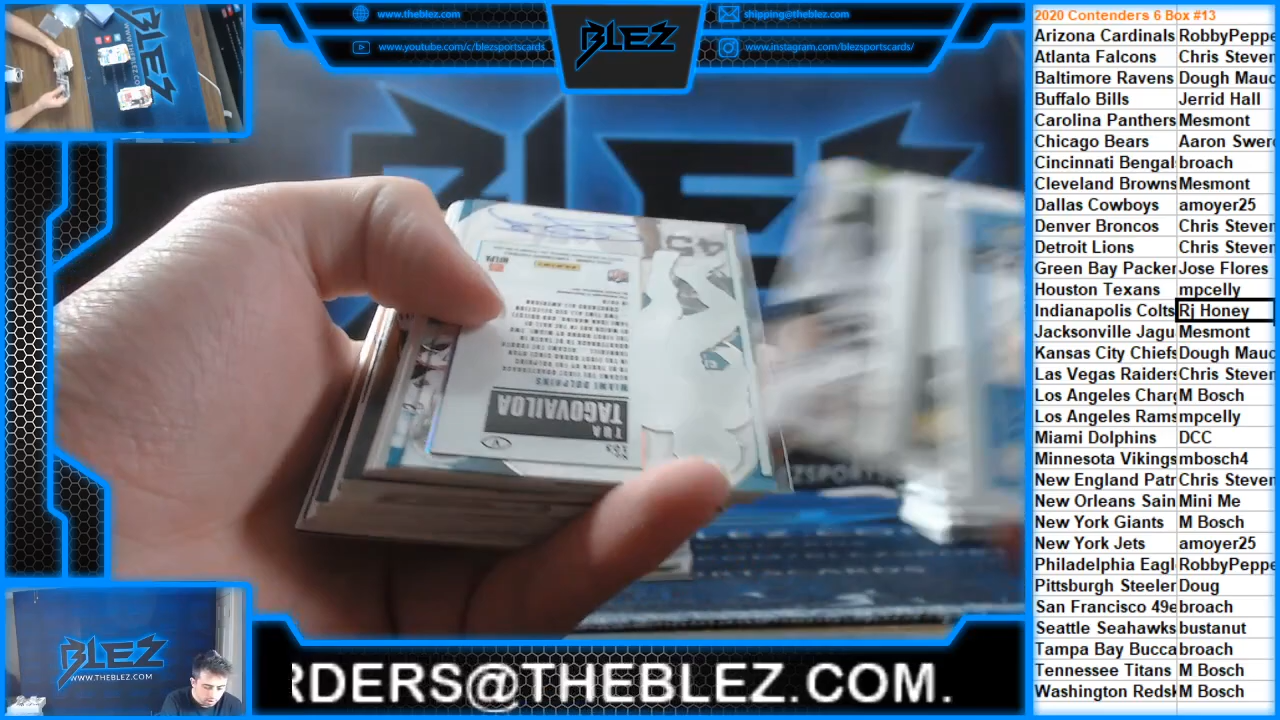 www.theblez.com
www.youtube.com/c/blezsportscards
BLEZ
shipping@theblez.com
www.instagram.com/blezsportscards/
2020 Contenders 6 Box #13
Arizona Cardinals RobbyPeppe
Atlanta Falcons Chris Steven
Baltimore Ravens Dough Mauc
Buffalo Bills Jerrid Hall
Carolina Panthers Mesmont
Chicago Bears Aaron Swerd
Cincinnati Bengal broach
Cleveland Browns Mesmont
Dallas Cowboys amoyer25
Denver Broncos Chris Steven
Detroit Lions Chris Steven
Green Bay Packer Jose Flores
Houston Texans mpcelly
Indianapolis Colts Rj Honey
Jacksonville Jagu Mesmont
Kansas City Chiefs Dough Mauc
Las Vegas Raiders Chris Steven
Los Angeles Charg M Bosch
Los Angeles Rams mpcelly
Miami Dolphins DCC
Minnesota Vikings mbosch4
New England Patr Chris Steven
New Orleans Sain Mini Me
New York Giants M Bosch
New York Jets amoyer25
Philadelphia Eagl RobbyPeppe
Pittsburgh Steeler Doug
San Francisco 49e broach
Seattle Seahawks bustanut
Tampa Bay Bucca broach
Tennessee Titans M Bosch
Washington Redsk M Bosch
TUA
TAGOVAILOA
MIAMI DOLPHINS
PANINI
NFLPA
45
BLEZ
WWW.THEBLEZ.COM
RDERS@THEBLEZ.COM.